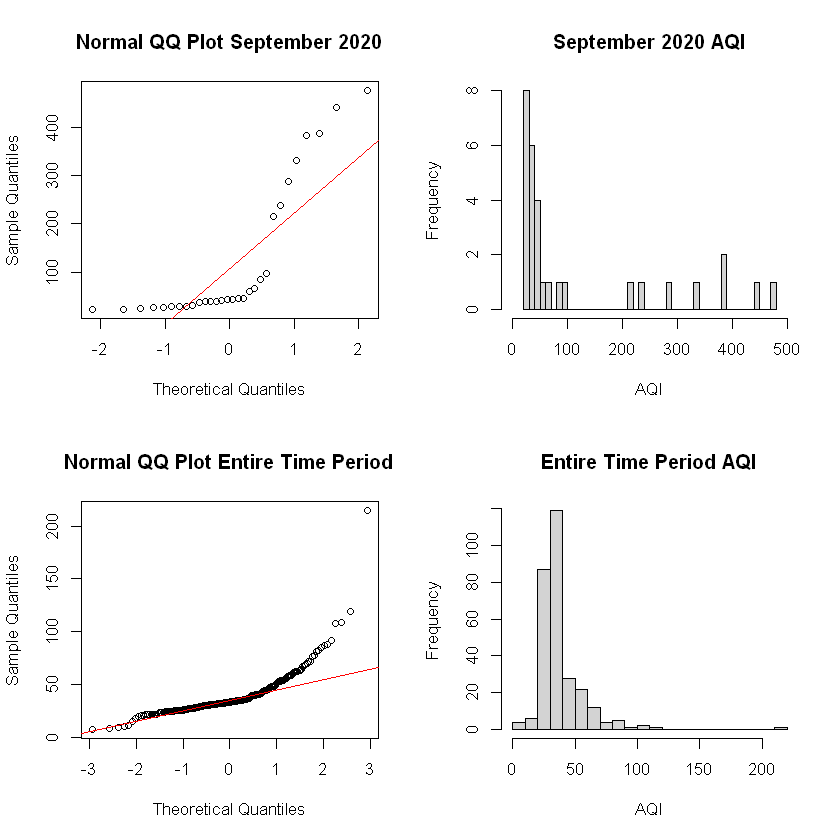 Normal QQ Plot September 2020
Sample Quantiles
100 200 300 400
-2 -1 0 1 2
Theoretical Quantiles
September 2020 AQI
Frequency
0 2 4 6 8
0 100 200 300 400 500
AQI
Normal QQ Plot Entire Time Period
Sample Quantiles
0 50 100 150 200
-3 -2 -1 0 1 2 3
Theoretical Quantiles
Entire Time Period AQI
Frequency
0 20 40 60 80 100
0 50 100 150 200
AQI